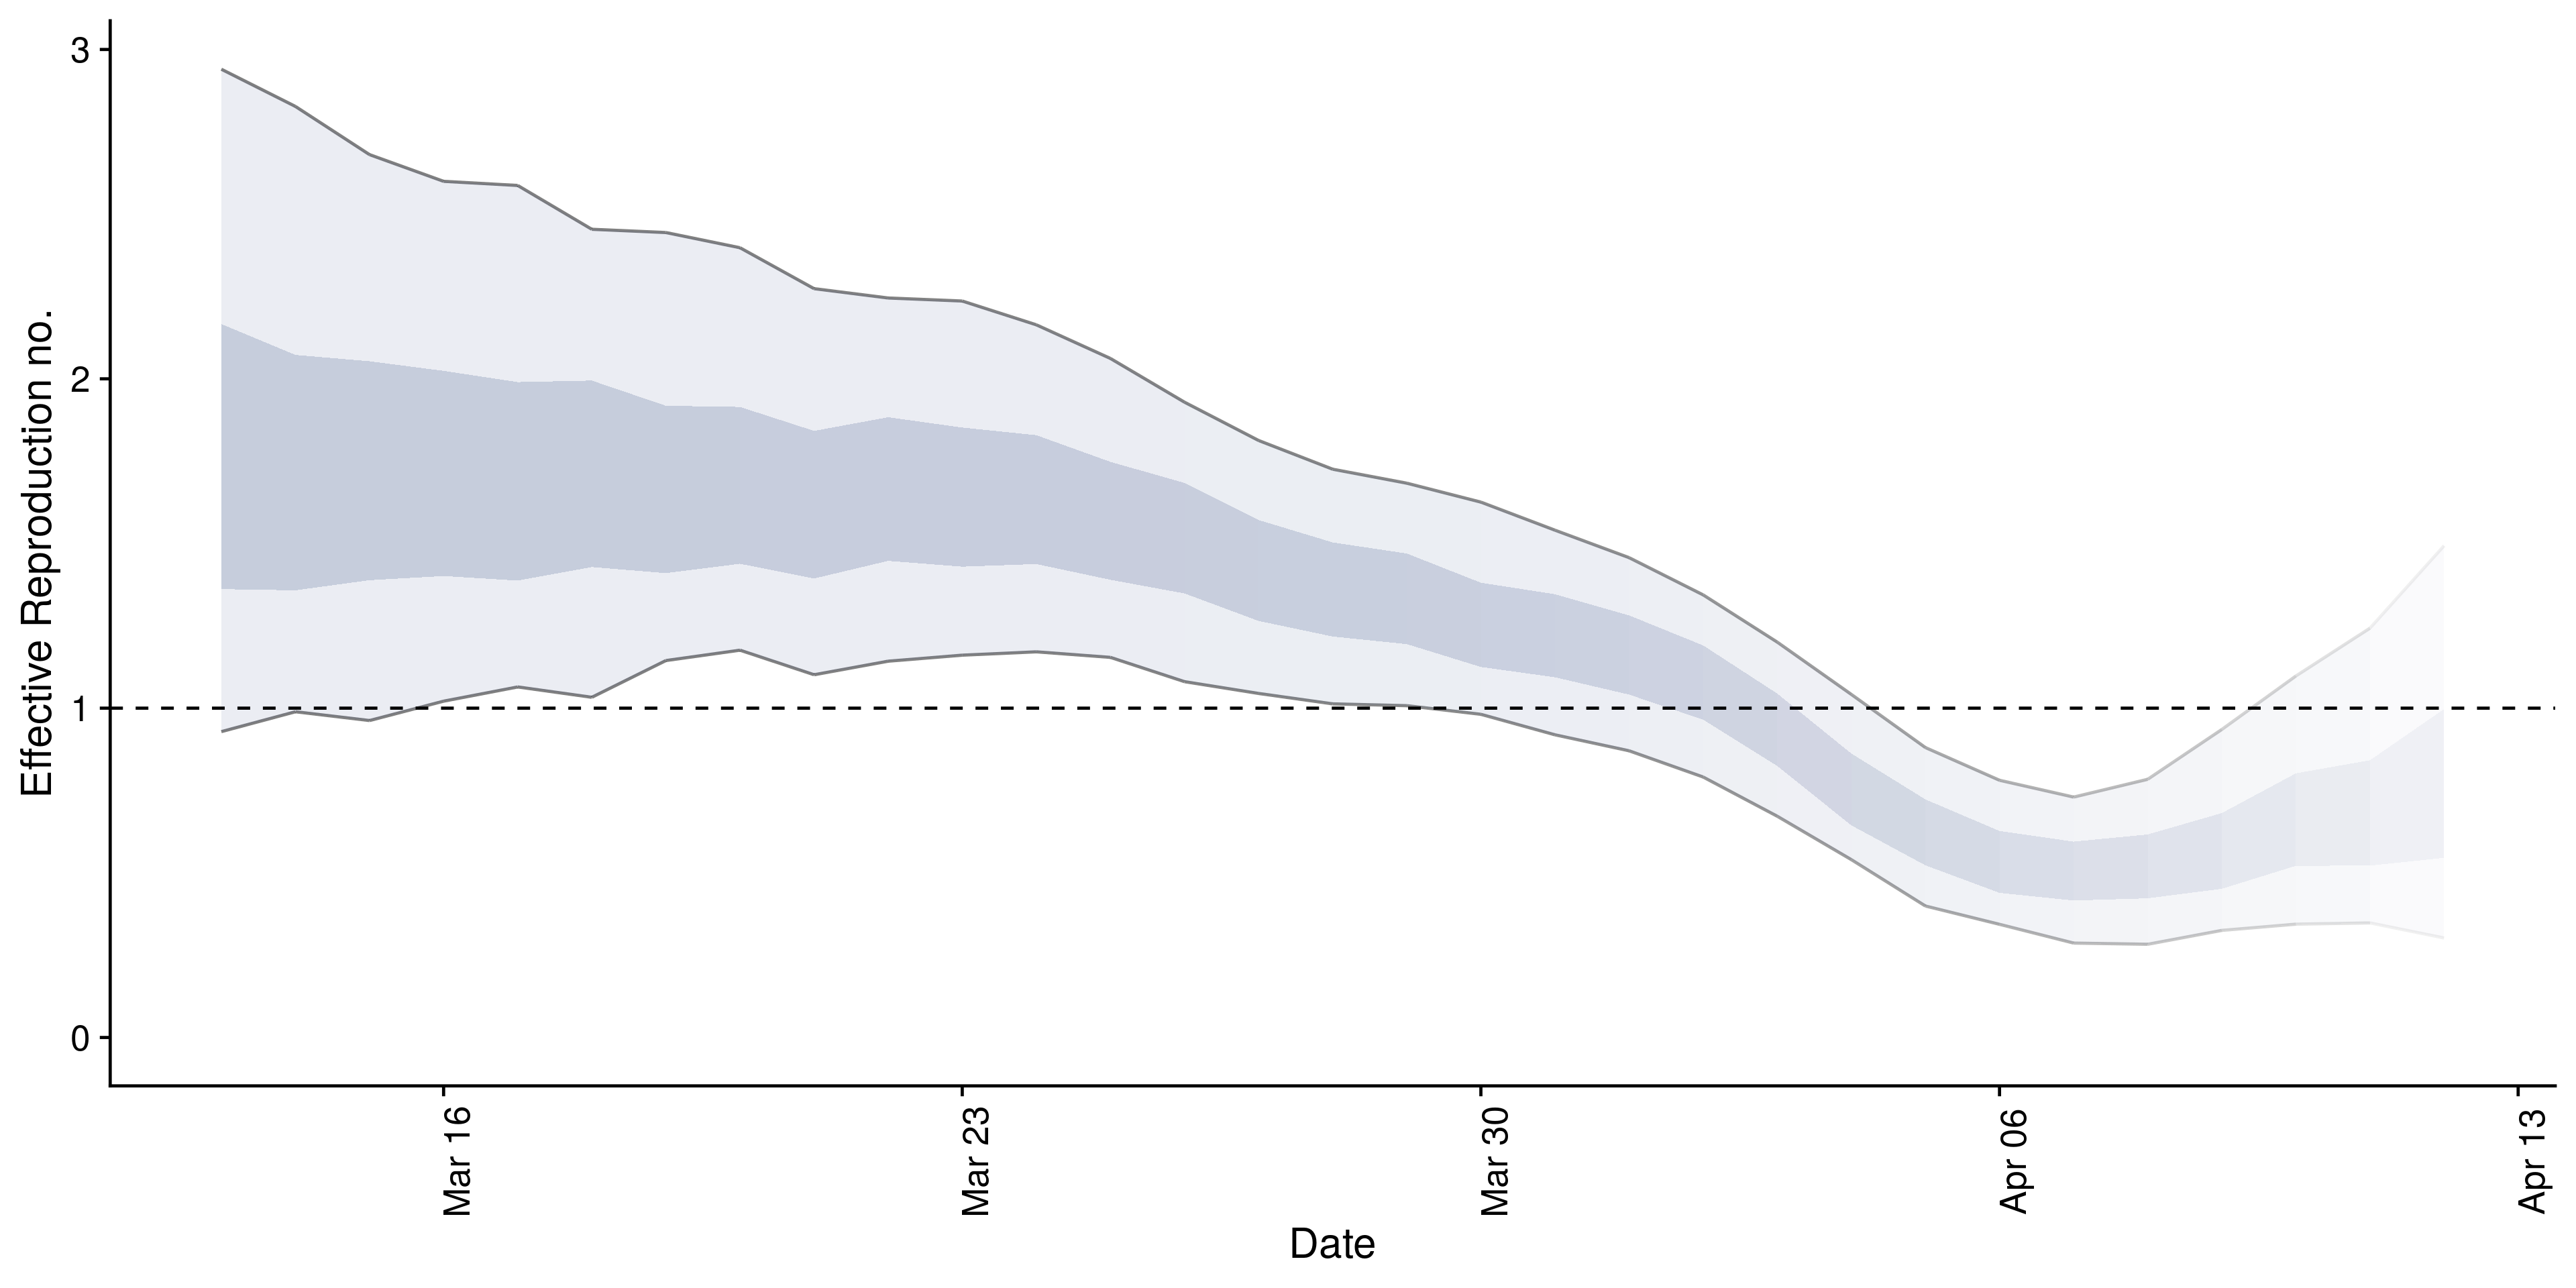 3
2
1
0
Effective Reproduction no.
Mar 16
Mar 23
Mar 30
Apr 06
Apr 13
Date